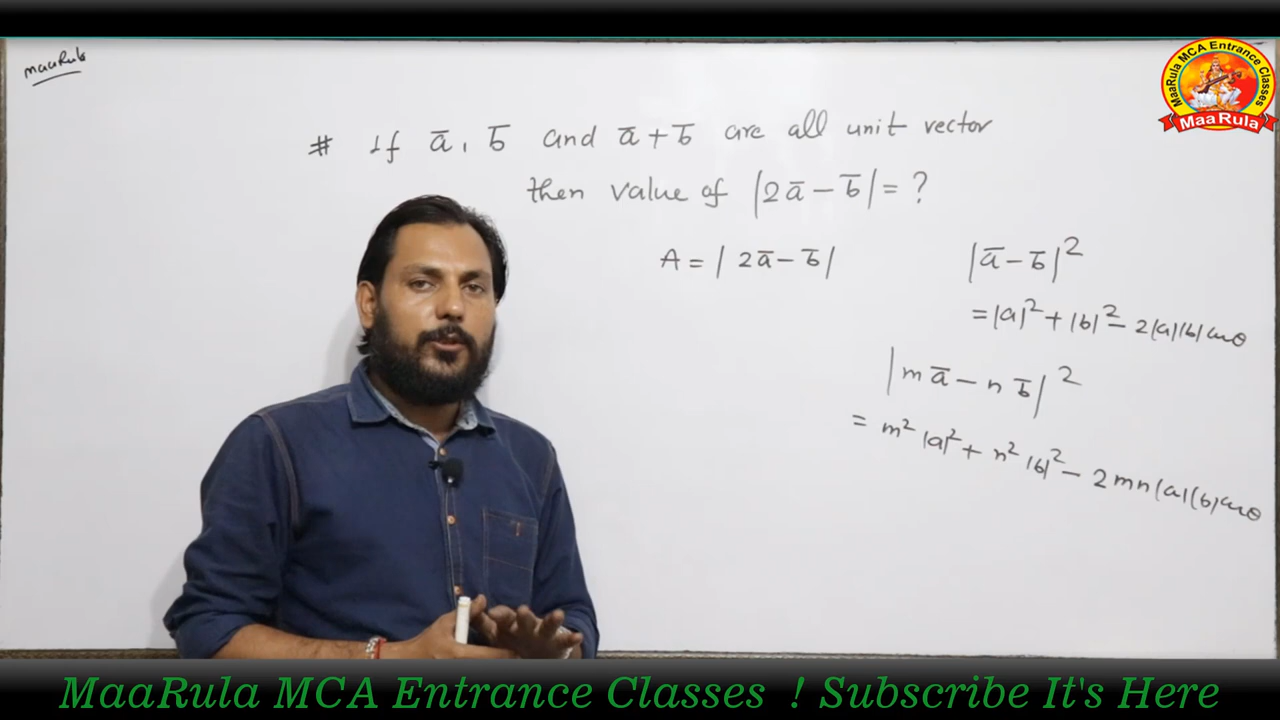 maaRula
# If ā, b̄ and ā + b̄ are all unit vector
then value of |2ā - b̄| = ?
A = | 2ā - b̄ |
|ā - b̄|²
= |a|² + |b|² - 2|a||b| cosθ
|mā - n b̄|²
= m² |a|² + n² |b|² - 2mn|a||b| cosθ
MaaRula MCA Entrance Classes
MaaRula
MaaRula MCA Entrance Classes ! Subscribe It's Here